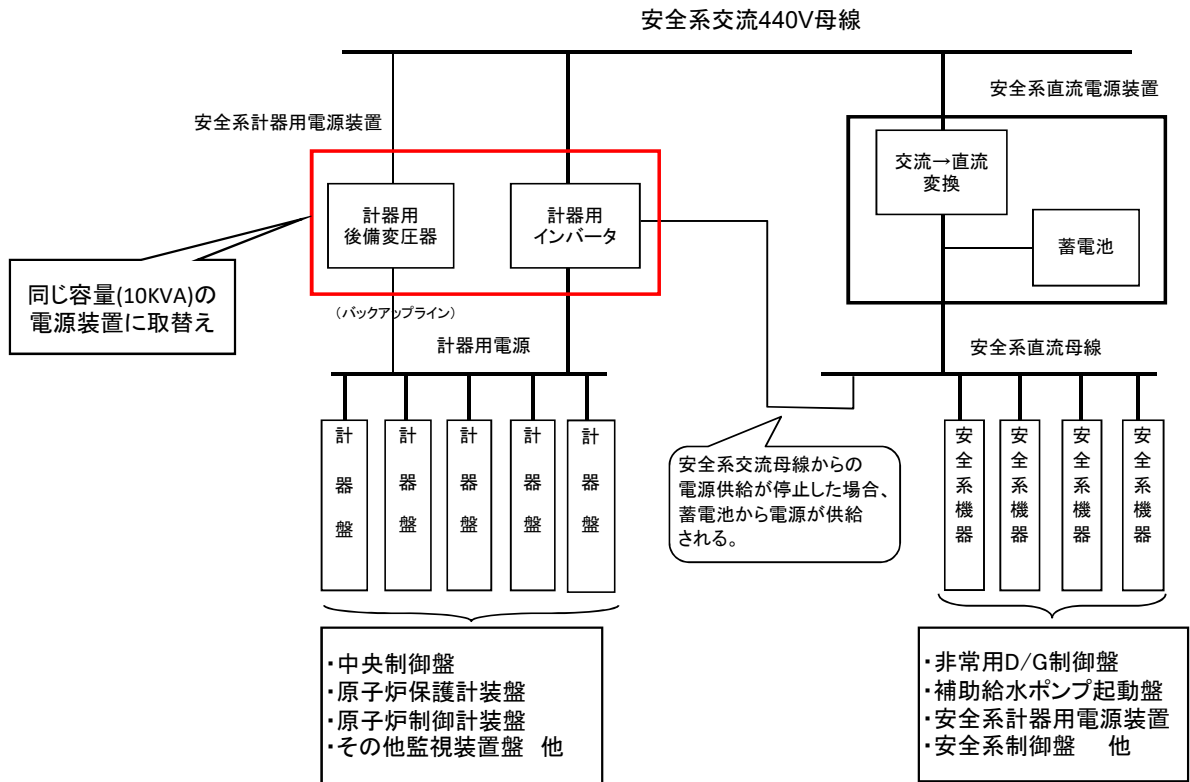 安全系交流440V母線
安全系直流電源装置
安全系計器用電源装置
交流→直流
変換
計器用
後備変圧器
計器用
インバータ
蓄電池
同じ容量(10KVA)の
電源装置に取替え
（バックアップライン）
計器用電源
安全系直流母線
計器盤
計器盤
計器盤
計器盤
計器盤
安全系交流母線からの
電源供給が停止した場合、
蓄電池から電源が供給
される。
安全系機器
安全系機器
安全系機器
安全系機器
・中央制御盤
・原子炉保護計装盤
・原子炉制御計装盤
・その他監視装置盤 他
・非常用D/G制御盤
・補助給水ポンプ起動盤
・安全系計器用電源装置
・安全系制御盤 他